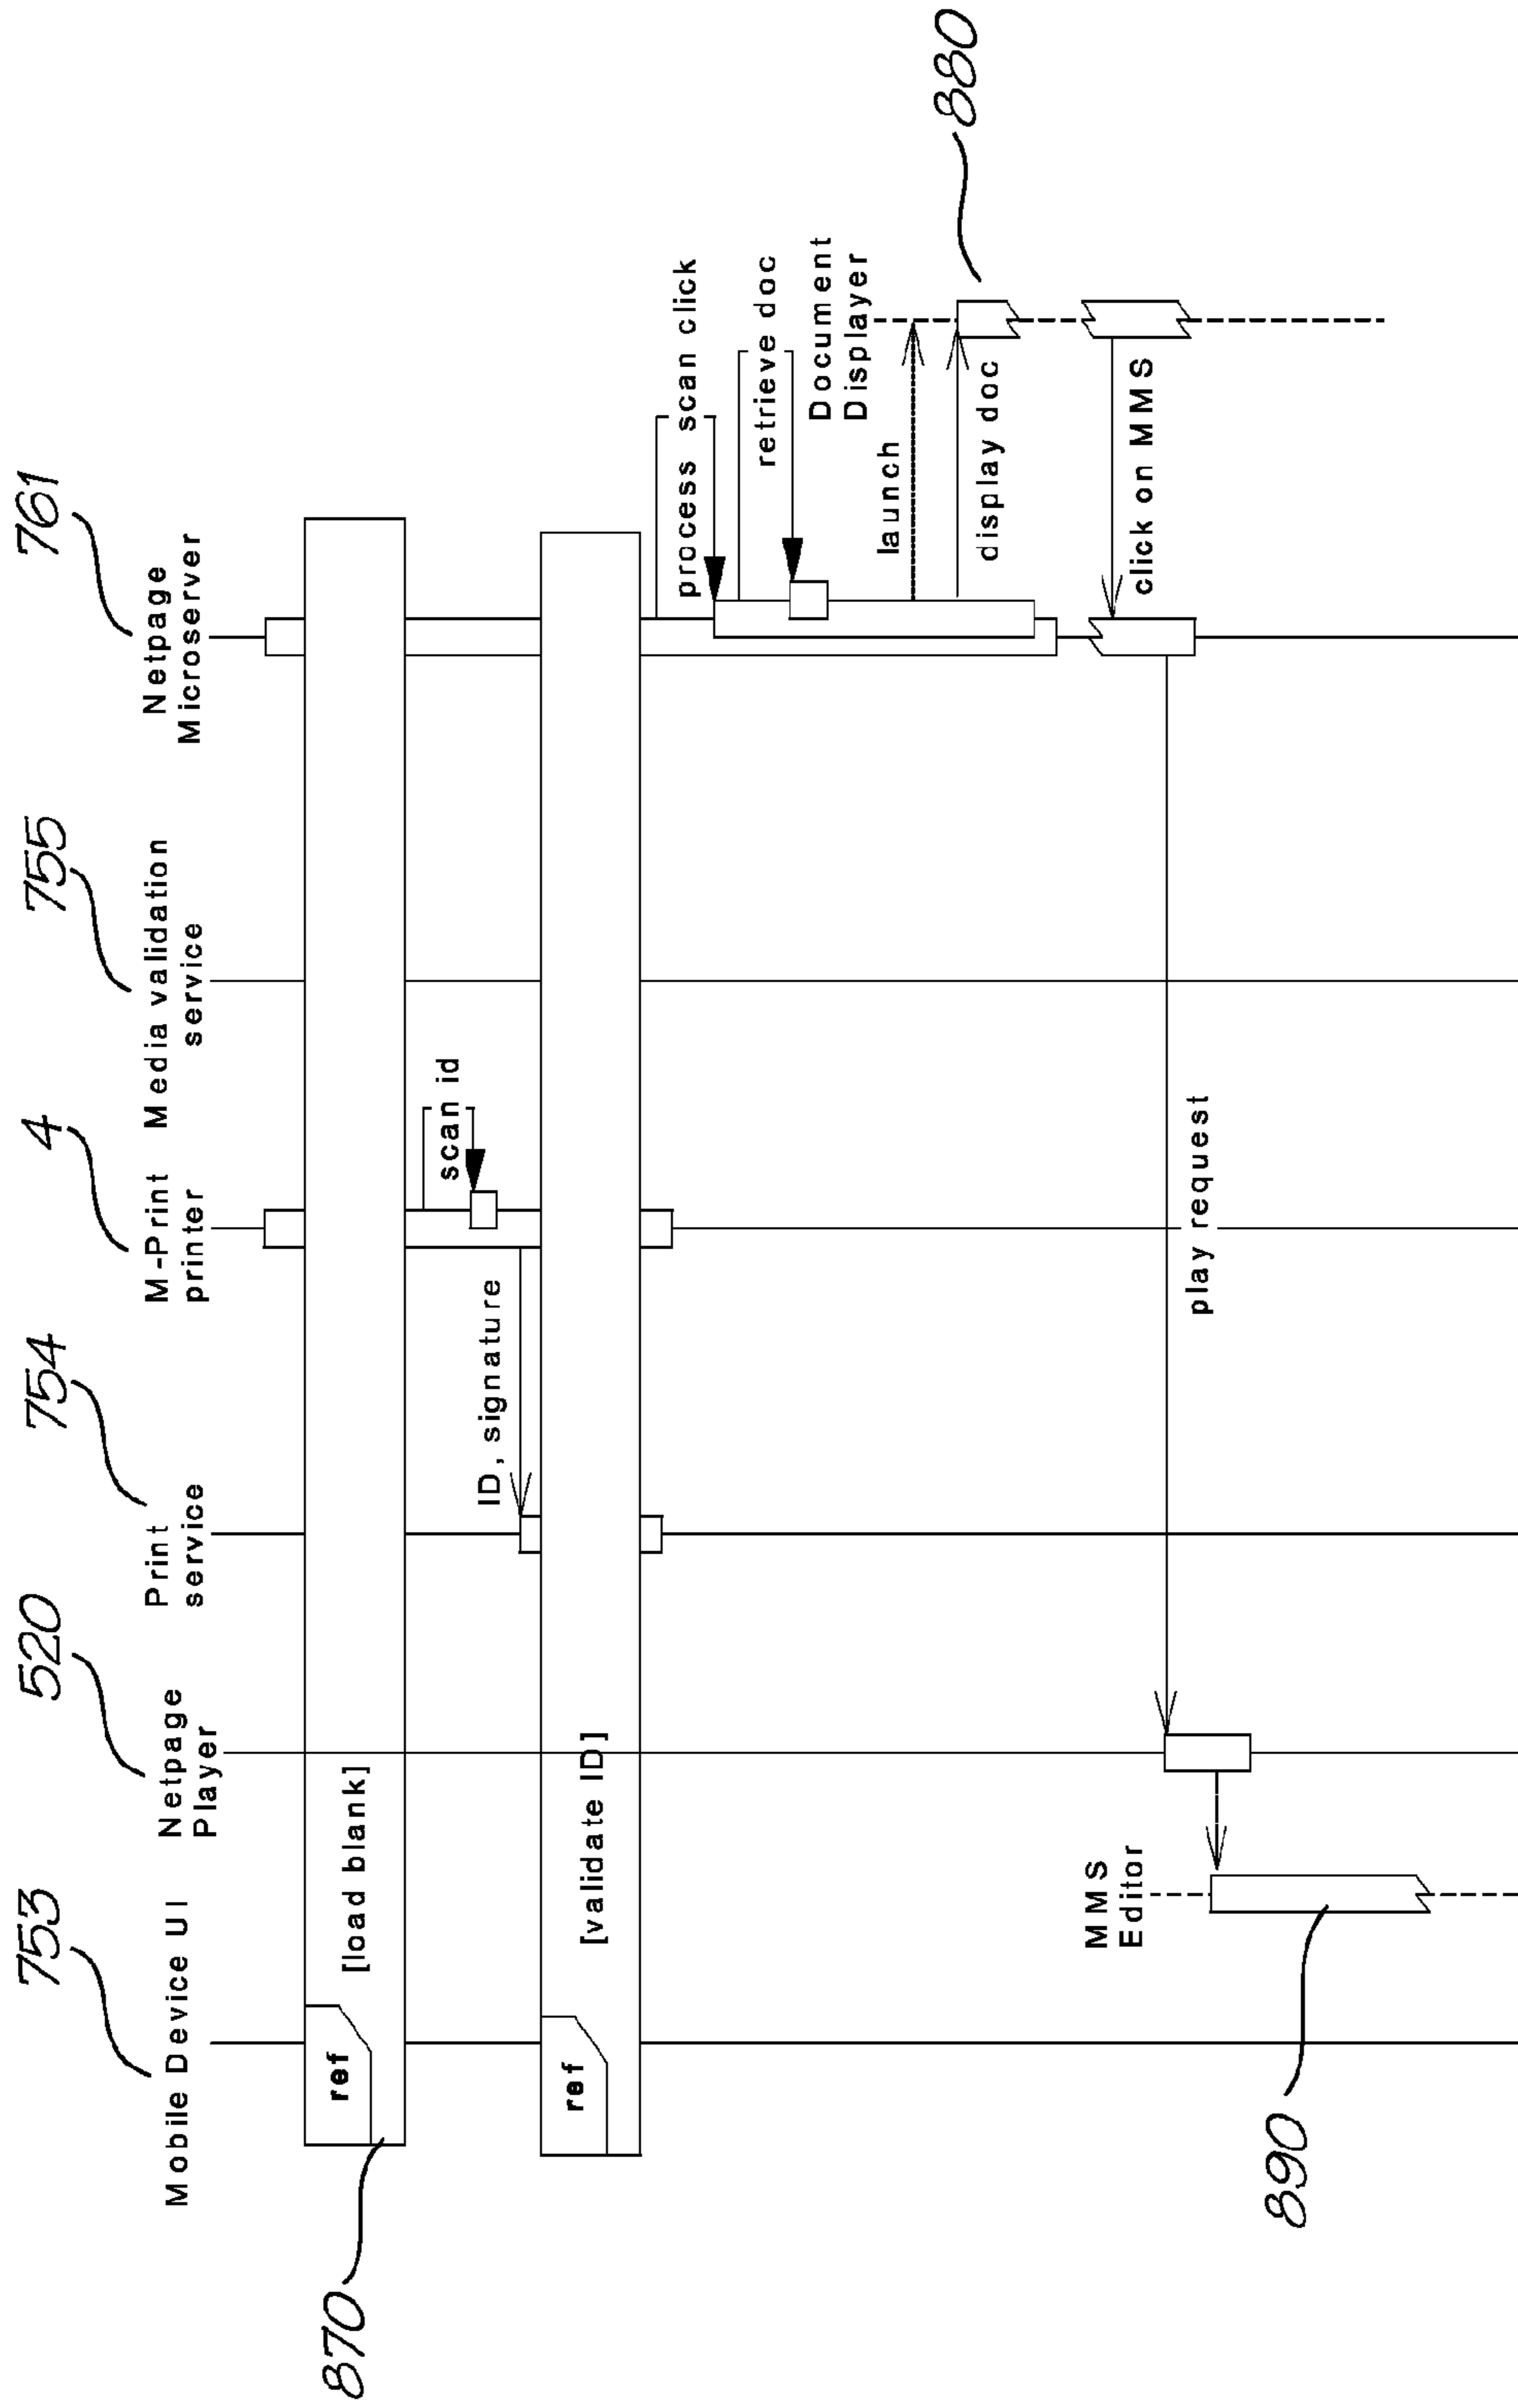 753
520
754
4
755
761
Mobile Device UI
Netpage
Player
Print
service
M-Print
printer
Media validation
service
Netpage
Microserver
870
ref
[load blank]
scan id
ID, signature
ref
[validate ID]
process scan click
retrieve doc
Document
Displayer
launch
display doc
880
click on MMS
play request
MMS
Editor
890